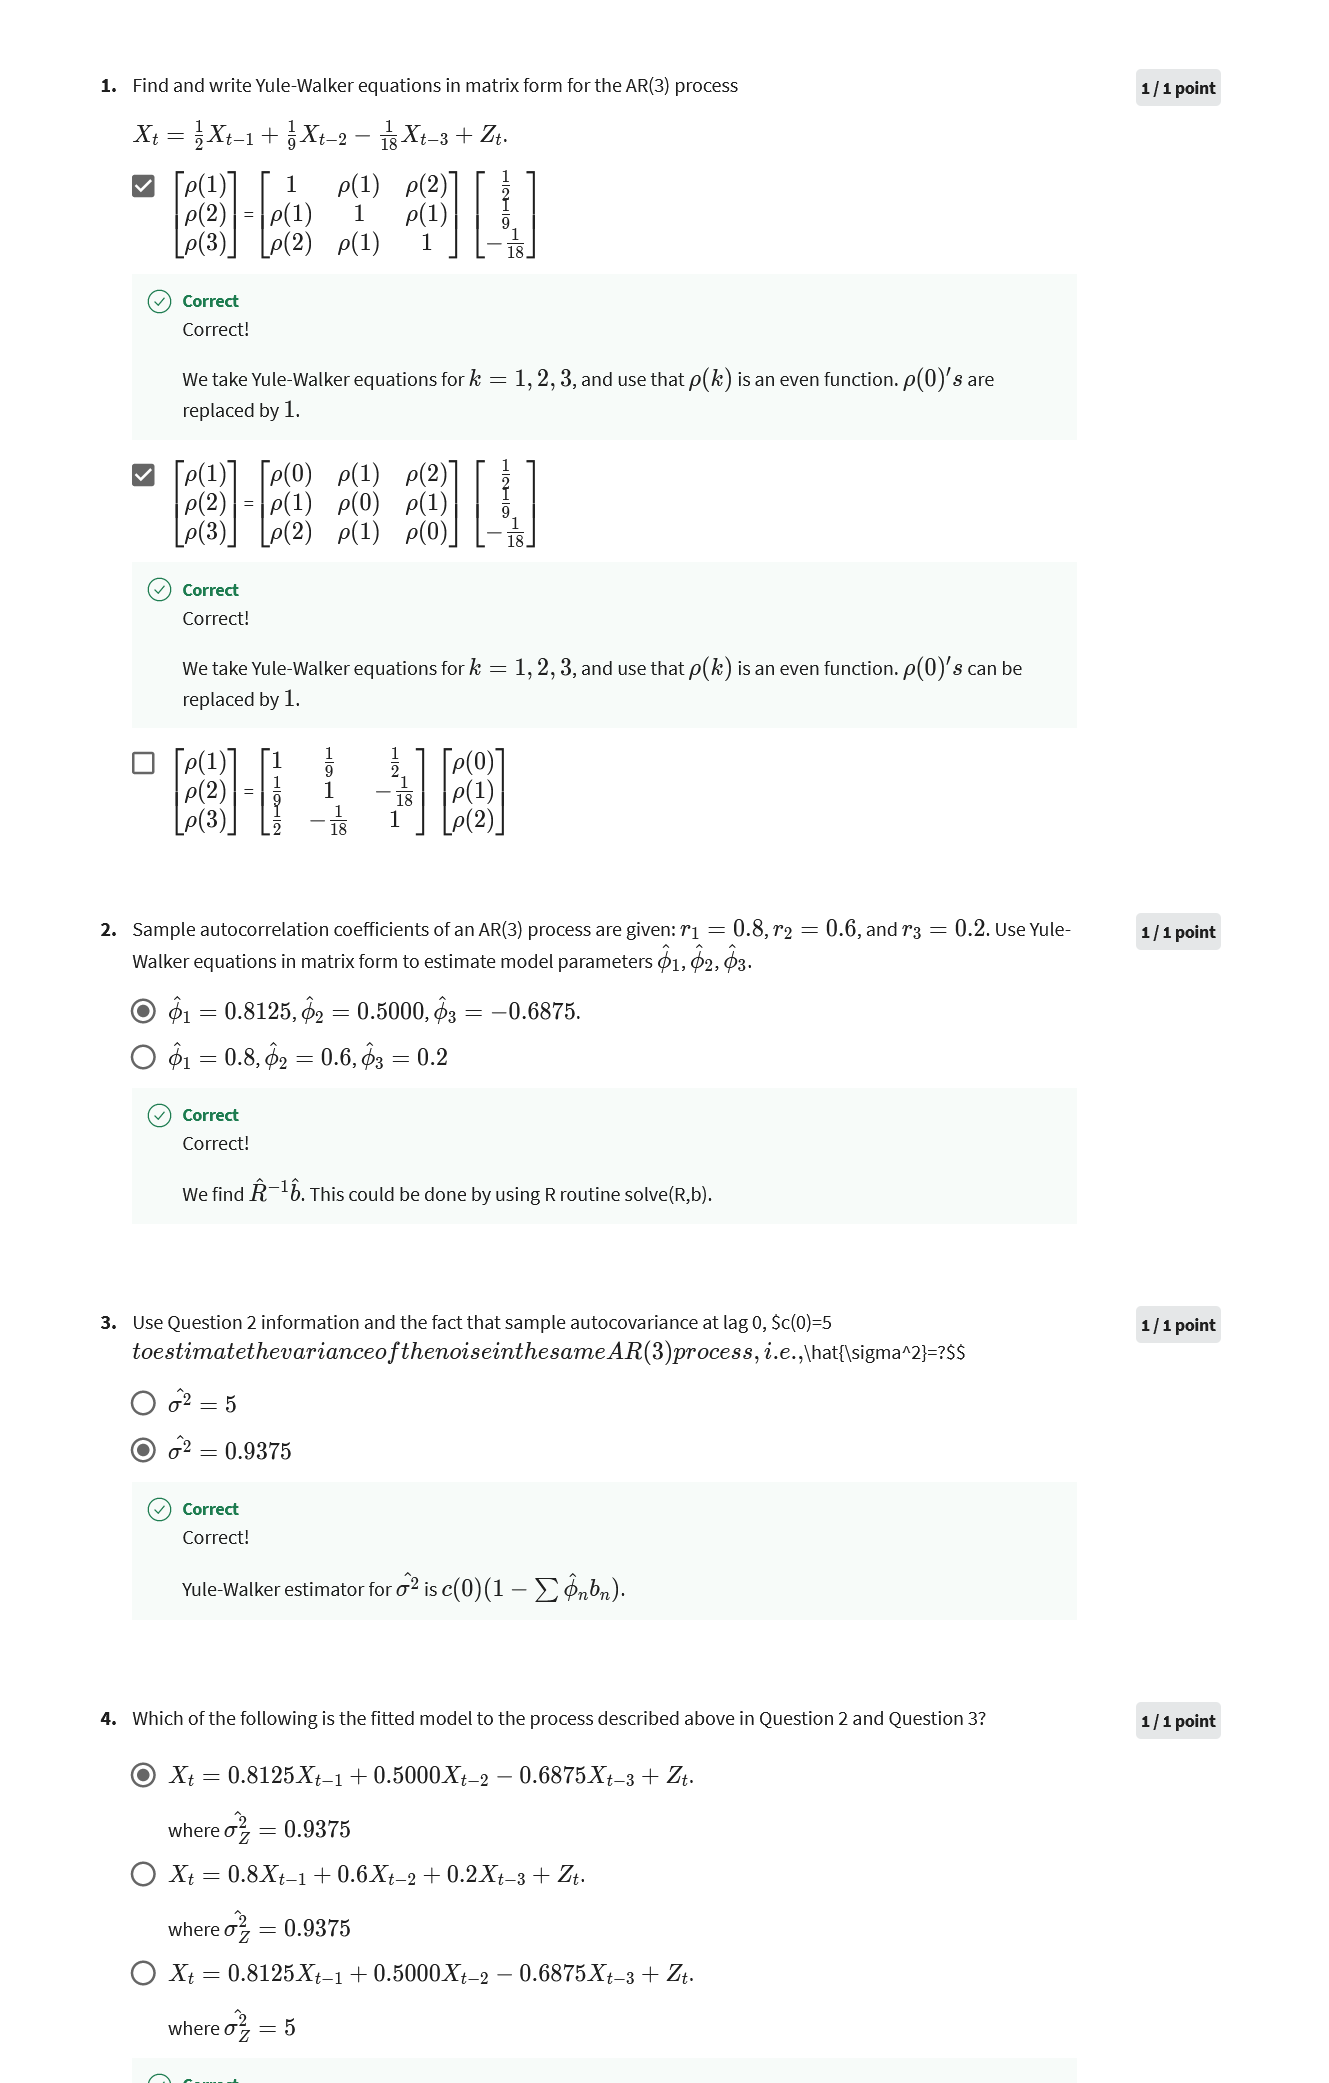 1. Find and write Yule-Walker equations in matrix form for the AR(3) process
1 / 1 point
$X_t = \frac{1}{2}X_{t-1} + \frac{1}{9}X_{t-2} - \frac{1}{18}X_{t-3} + Z_t.$
$\begin{bmatrix} \rho(1) \\ \rho(2) \\ \rho(3) \end{bmatrix} = \begin{bmatrix} 1 & \rho(1) & \rho(2) \\ \rho(1) & 1 & \rho(1) \\ \rho(2) & \rho(1) & 1 \end{bmatrix} \begin{bmatrix} \frac{1}{2} \\ \frac{1}{9} \\ -\frac{1}{18} \end{bmatrix}$
Correct
Correct!
We take Yule-Walker equations for $k = 1, 2, 3$, and use that $\rho(k)$ is an even function. $\rho(0)'s$ are
replaced by $1$.
$\begin{bmatrix} \rho(1) \\ \rho(2) \\ \rho(3) \end{bmatrix} = \begin{bmatrix} \rho(0) & \rho(1) & \rho(2) \\ \rho(1) & \rho(0) & \rho(1) \\ \rho(2) & \rho(1) & \rho(0) \end{bmatrix} \begin{bmatrix} \frac{1}{2} \\ \frac{1}{9} \\ -\frac{1}{18} \end{bmatrix}$
Correct
Correct!
We take Yule-Walker equations for $k = 1, 2, 3$, and use that $\rho(k)$ is an even function. $\rho(0)'s$ can be
replaced by $1$.
$\begin{bmatrix} \rho(1) \\ \rho(2) \\ \rho(3) \end{bmatrix} = \begin{bmatrix} 1 & \frac{1}{9} & \frac{1}{2} \\ \frac{1}{9} & 1 & -\frac{1}{18} \\ \frac{1}{2} & -\frac{1}{18} & 1 \end{bmatrix} \begin{bmatrix} \rho(0) \\ \rho(1) \\ \rho(2) \end{bmatrix}$
2. Sample autocorrelation coefficients of an AR(3) process are given: $r_1 = 0.8, r_2 = 0.6$, and $r_3 = 0.2$. Use Yule-
1 / 1 point
Walker equations in matrix form to estimate model parameters $\hat{\phi}_1, \hat{\phi}_2, \hat{\phi}_3$.
$\hat{\phi}_1 = 0.8125, \hat{\phi}_2 = 0.5000, \hat{\phi}_3 = -0.6875.$
$\hat{\phi}_1 = 0.8, \hat{\phi}_2 = 0.6, \hat{\phi}_3 = 0.2$
Correct
Correct!
We find $\hat{R}^{-1}\hat{b}$. This could be done by using R routine solve(R,b).
3. Use Question 2 information and the fact that sample autocovariance at lag 0, $c(0)=5
1 / 1 point
toestimatethevarianceofthenoiseinthesameAR(3)process, i.e.,\hat{\sigma^2}=?$$
$\hat{\sigma^2} = 5$
$\hat{\sigma^2} = 0.9375$
Correct
Correct!
Yule-Walker estimator for $\hat{\sigma^2}$ is $c(0)(1 - \sum \hat{\phi}_n b_n).$
4. Which of the following is the fitted model to the process described above in Question 2 and Question 3?
1 / 1 point
$X_t = 0.8125X_{t-1} + 0.5000X_{t-2} - 0.6875X_{t-3} + Z_t.$
where $\hat{\sigma_Z^2} = 0.9375$
$X_t = 0.8X_{t-1} + 0.6X_{t-2} + 0.2X_{t-3} + Z_t.$
where $\hat{\sigma_Z^2} = 0.9375$
$X_t = 0.8125X_{t-1} + 0.5000X_{t-2} - 0.6875X_{t-3} + Z_t.$
where $\hat{\sigma_Z^2} = 5$